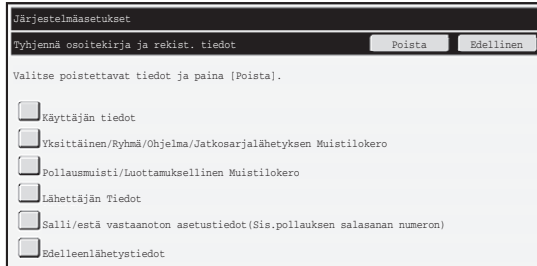 Järjestelmäasetukset
Tyhjennä osoitekirja ja rekist. tiedot Poista Edellinen
Valitse poistettavat tiedot ja paina [Poista].
Käyttäjän tiedot
Yksittäinen/Ryhmä/Ohjelma/Jatkosarjalähetyksen Muistilokero
Pollausmuisti/Luottamuksellinen Muistilokero
Lähettäjän Tiedot
Salli/estä vastaanoton asetustiedot(Sis.pollauksen salasanan numeron)
Edelleenlähetystiedot